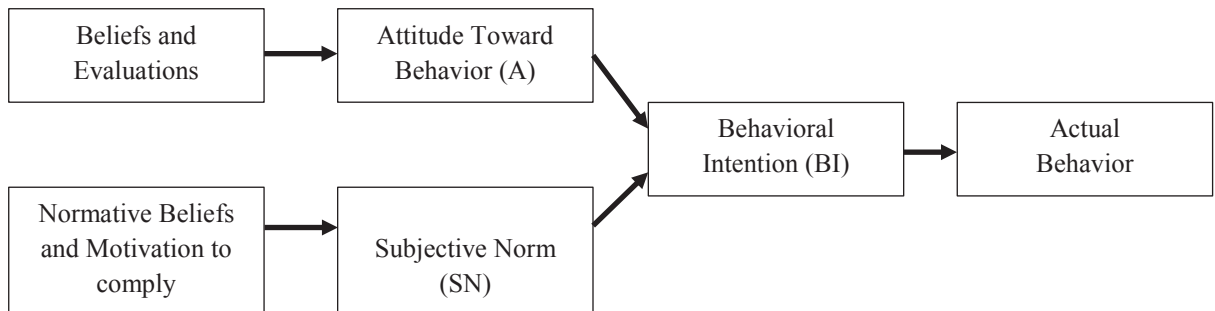 Beliefs and
Evaluations
Attitude Toward
Behavior (A)
Behavioral
Intention (BI)
Actual
Behavior
Normative Beliefs
and Motivation to
comply
Subjective Norm
(SN)